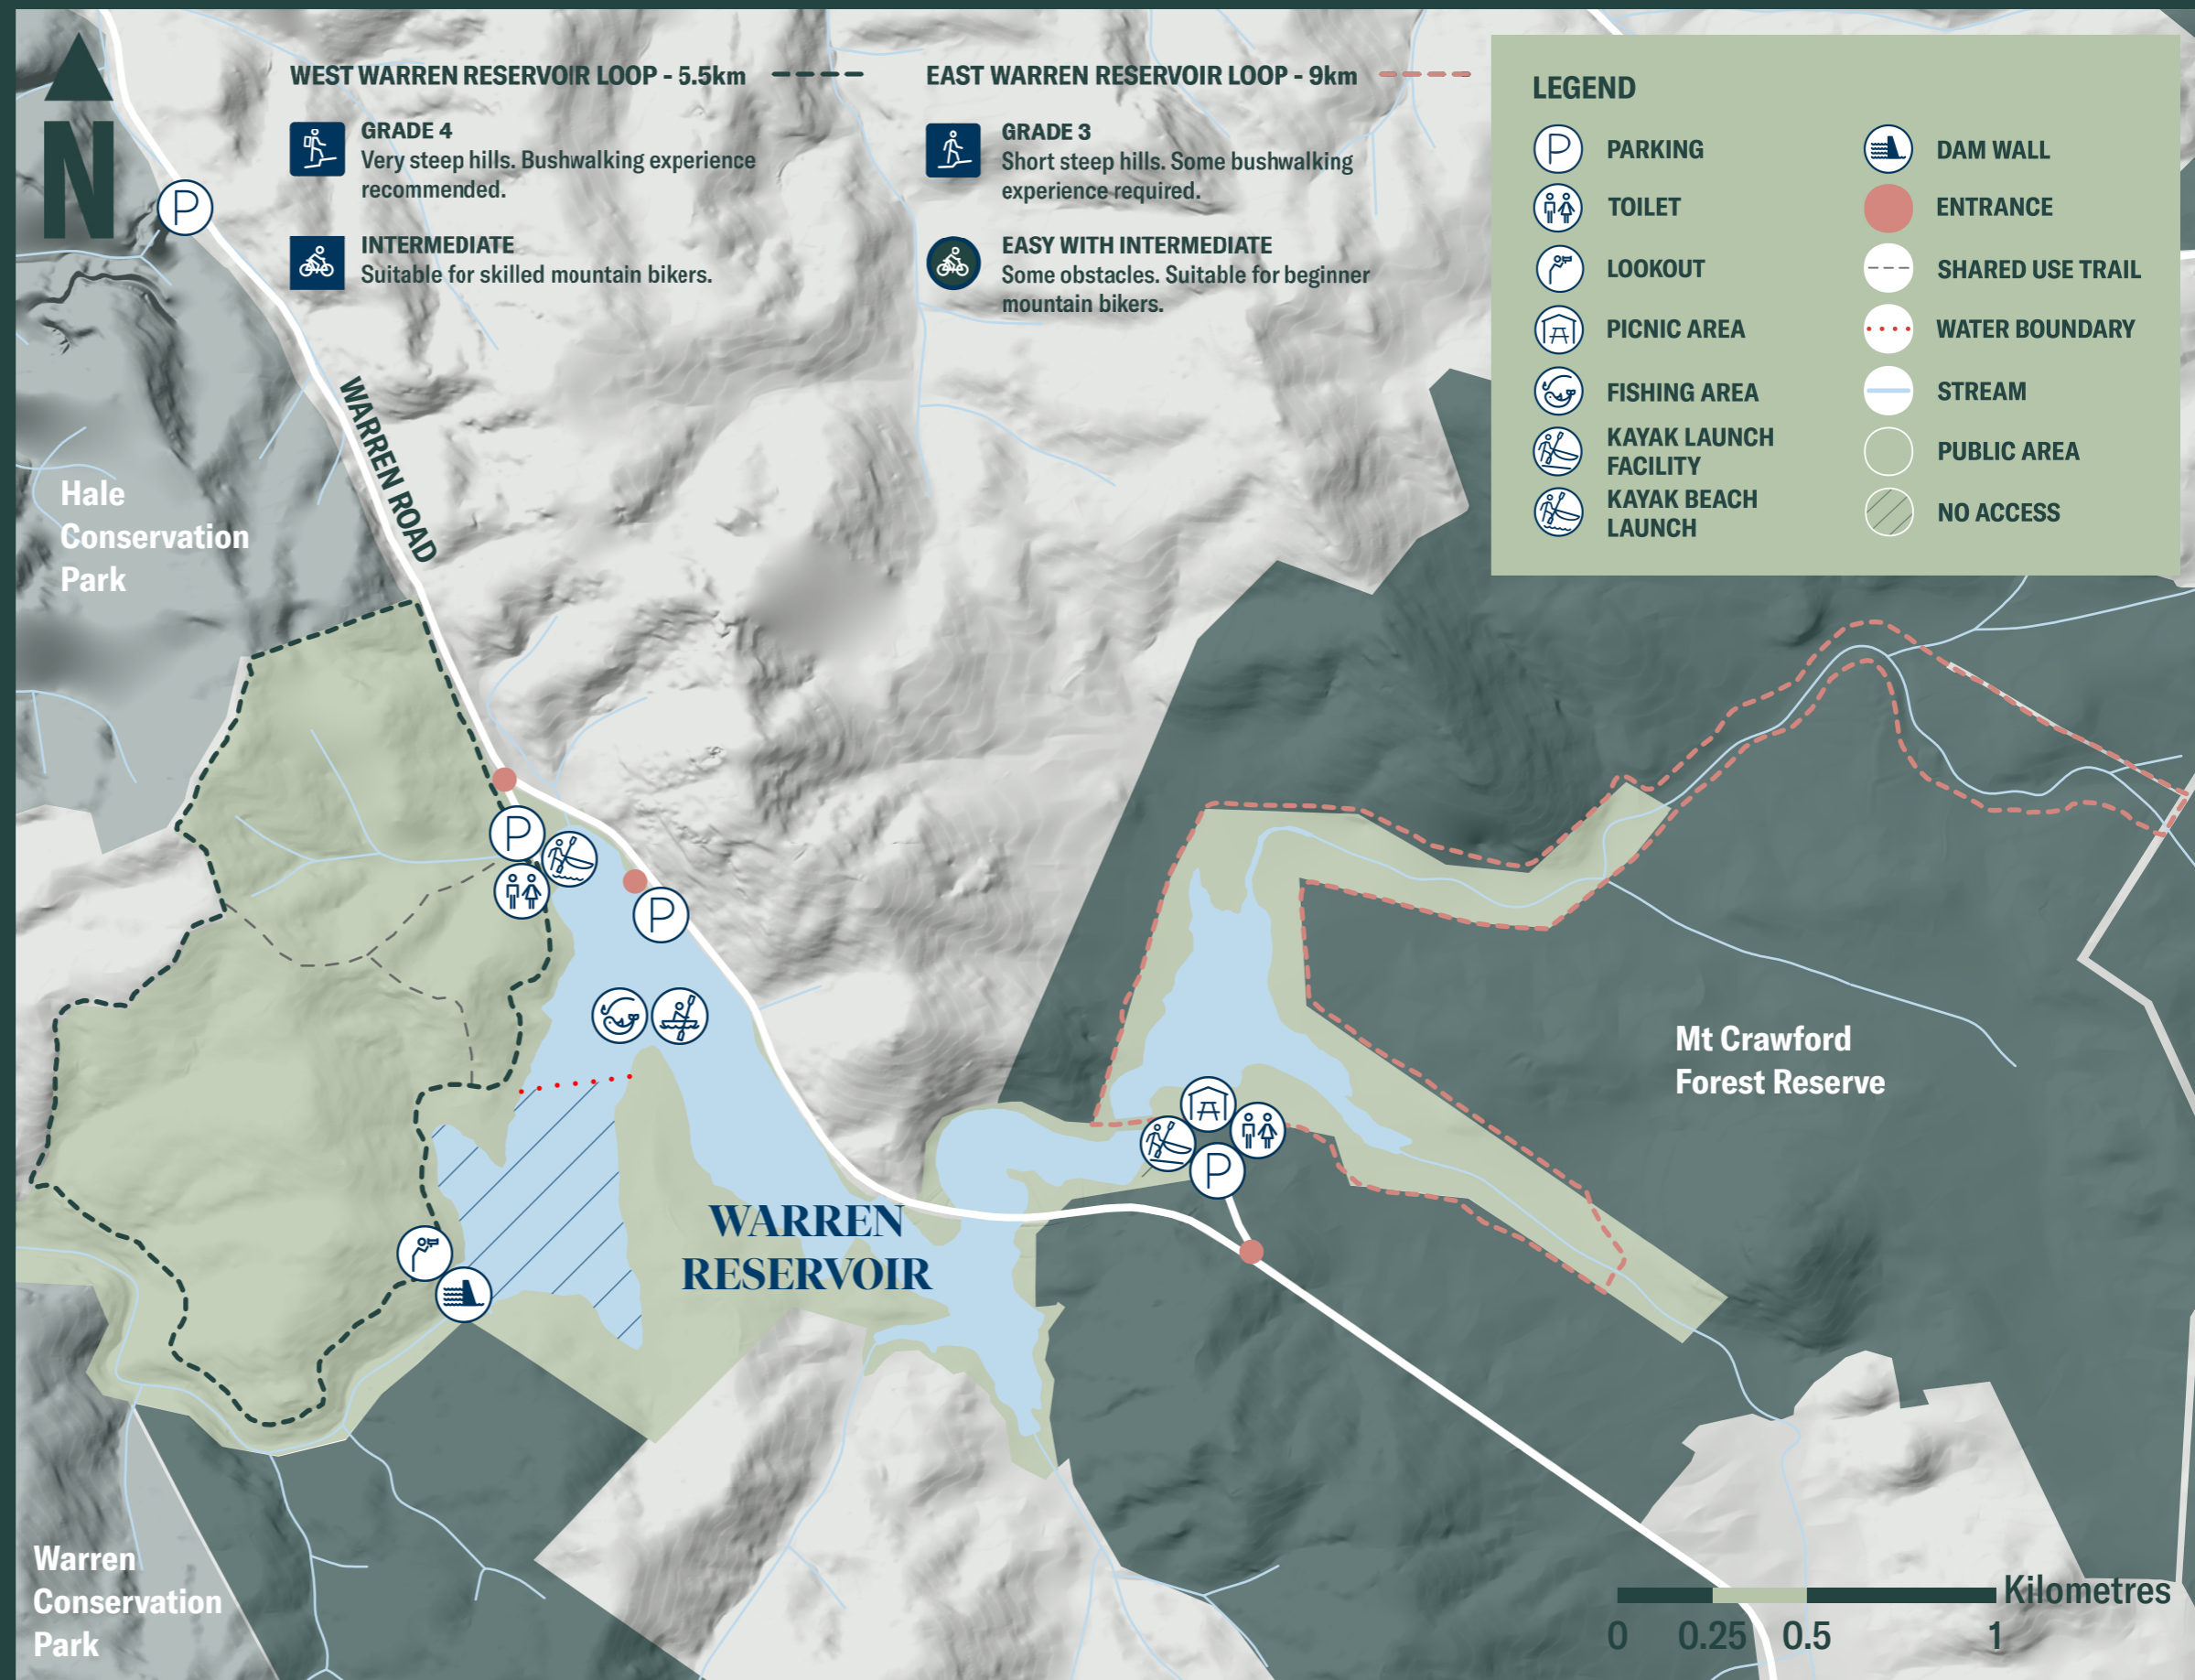 N
WEST WARREN RESERVOIR LOOP - 5.5km
GRADE 4
Very steep hills. Bushwalking experience
recommended.
INTERMEDIATE
Suitable for skilled mountain bikers.
EAST WARREN RESERVOIR LOOP - 9km
GRADE 3
Short steep hills. Some bushwalking
experience required.
EASY WITH INTERMEDIATE
Some obstacles. Suitable for beginner
mountain bikers.
LEGEND
P PARKING
TOILET
LOOKOUT
PICNIC AREA
FISHING AREA
KAYAK LAUNCH
FACILITY
KAYAK BEACH
LAUNCH
DAM WALL
ENTRANCE
SHARED USE TRAIL
WATER BOUNDARY
STREAM
PUBLIC AREA
NO ACCESS
P
WARREN ROAD
Hale
Conservation
Park
P
P
Mt Crawford
Forest Reserve
P
WARREN
RESERVOIR
Warren
Conservation
Park
Kilometres
0 0.25 0.5 1